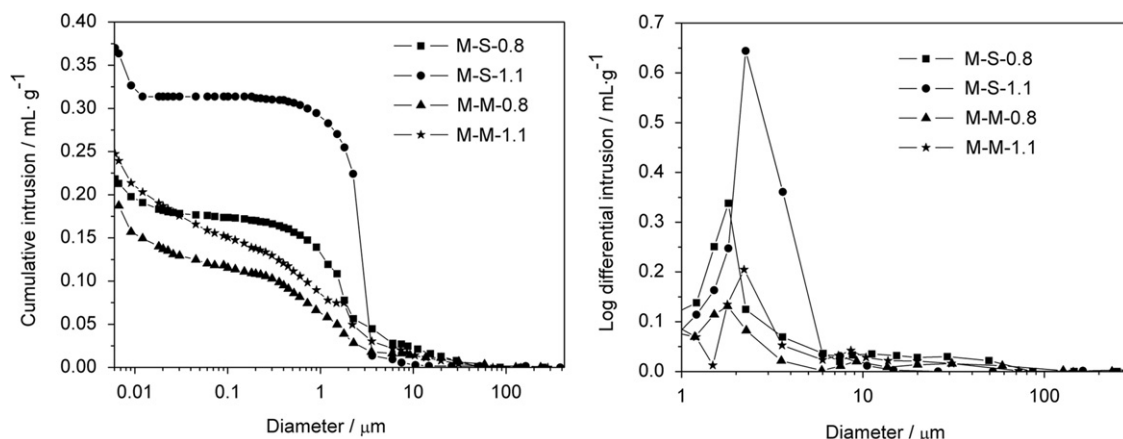 0.40
0.35
0.30
0.25
0.20
0.15
0.10
0.05
0.00
Cumulative intrusion / mL· g⁻¹
M-S-0.8
M-S-1.1
M-M-0.8
M-M-1.1
0.01 0.1 1 10 100
Diameter / μm
0.7
0.6
0.5
0.4
0.3
0.2
0.1
0.0
Log differential intrusion / mL·g⁻¹
M-S-0.8
M-S-1.1
M-M-0.8
M-M-1.1
1 10 100
Diameter / μm